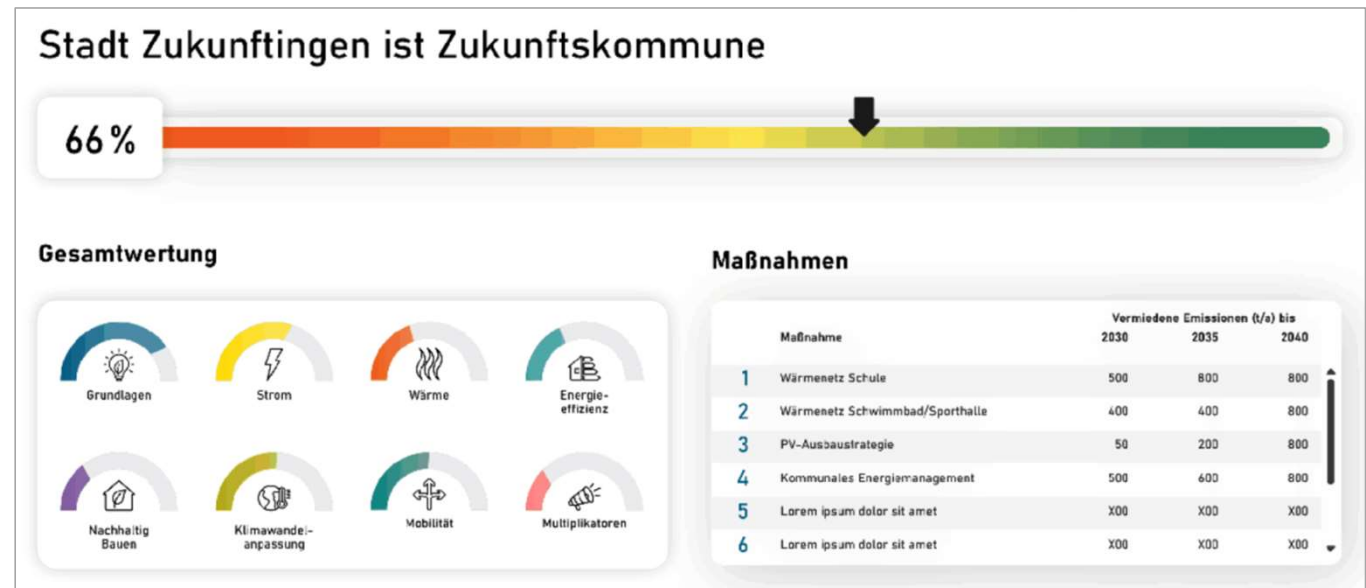 Stadt Zukunftingen ist Zukunftskommune
66 %
Gesamtwertung
Grundlagen
Strom
Wärme
Energie-
effizienz
Nachhaltig
Bauen
Klimawandel-
anpassung
Mobilität
Multiplikatoren
Maßnahmen
Vermiedene Emissionen (t/a) bis
Maßnahme 2030 2035 2040
1 Wärmenetz Schule 500 800 800
2 Wärmenetz Schwimmbad/Sporthalle 400 400 800
3 PV-Ausbaustrategie 50 200 800
4 Kommunales Energiemanagement 500 600 800
5 Lorem ipsum dolor sit amet X00 X00 X00
6 Lorem ipsum dolor sit amet X00 X00 X00